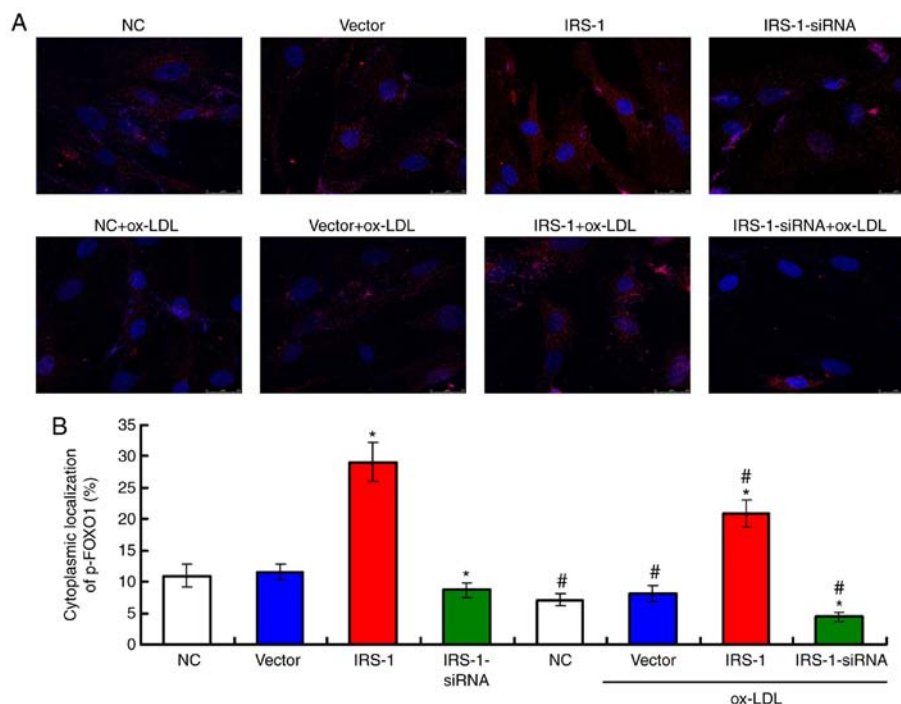 A
NC Vector IRS-1 IRS-1-siRNA
NC+ox-LDL Vector+ox-LDL IRS-1+ox-LDL IRS-1-siRNA+ox-LDL
B
Cytoplasmic localization
of p-FOXO1 (%)
35
30
25
20
15
10
5
0
*
*
#
#
#
*
#
*
NC Vector IRS-1 IRS-1-
siRNA NC Vector IRS-1 IRS-1-siRNA
ox-LDL